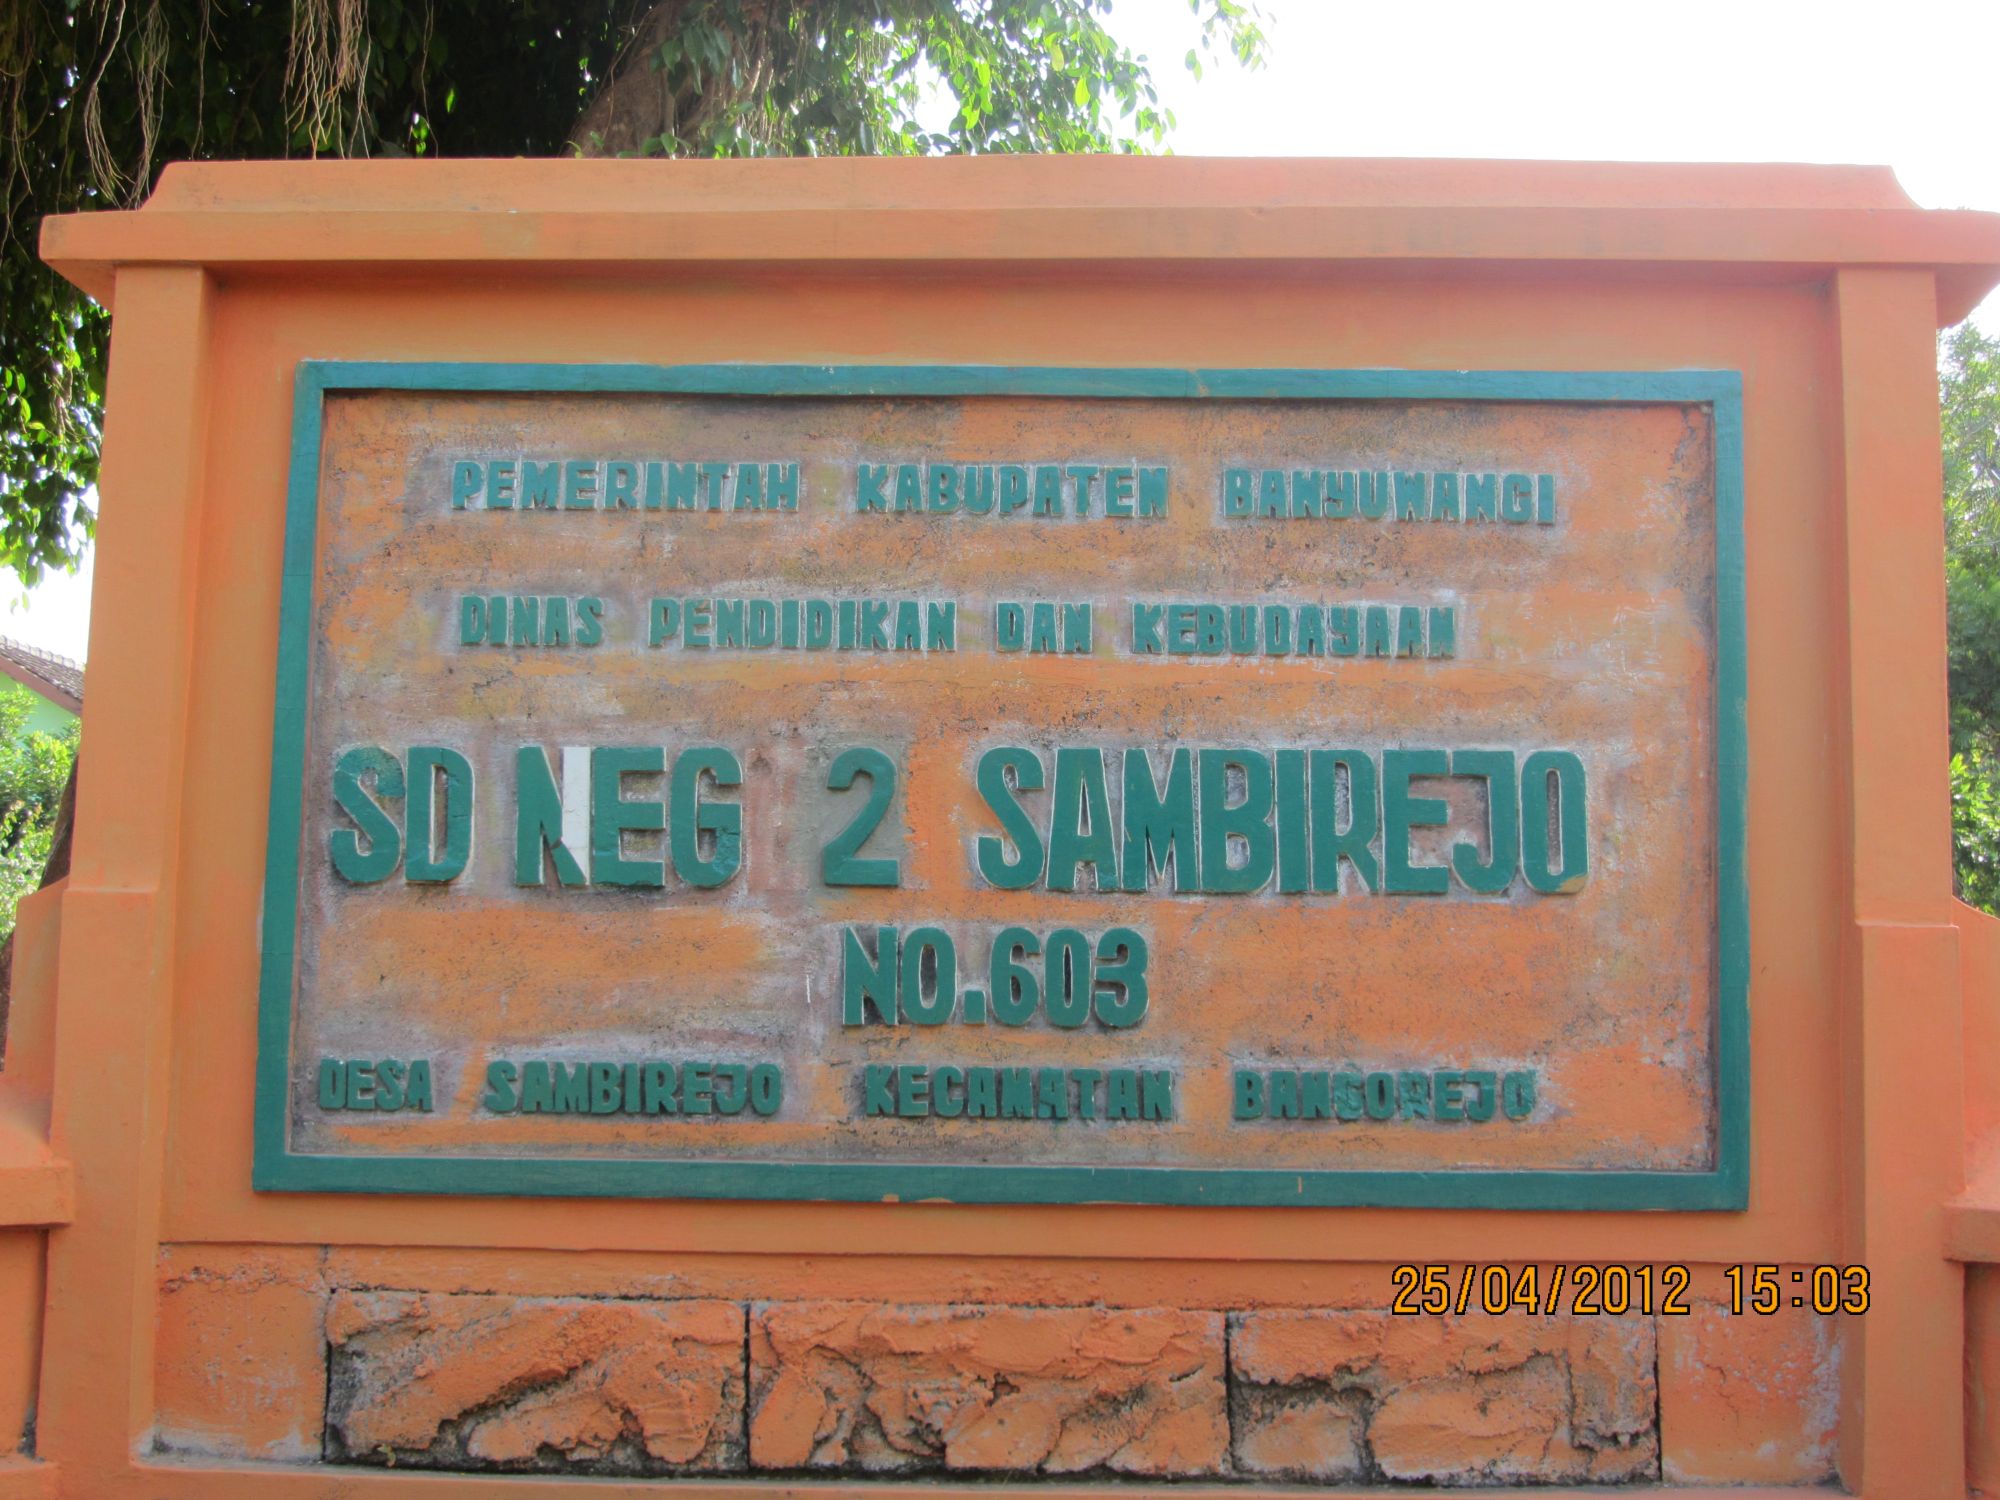 PEMERINTAH KABUPATEN BANYUWANGI
DINAS PENDIDIKAN DAN KEBUDAYAAN
SD NEG 2 SAMBIREJO
NO.603
DESA SAMBIREJO KECAMATAN BANGOREJO
25/04/2012 15:03